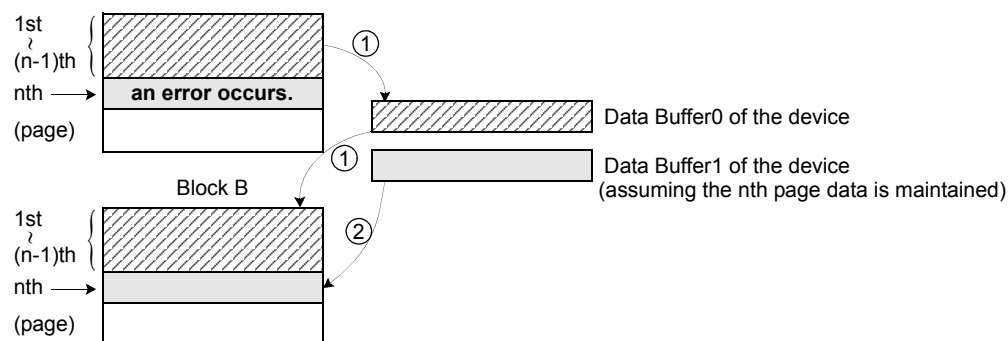 1st
~
(n-1)th
nth
an error occurs.
(page)
1
Data Buffer0 of the device
1
Data Buffer1 of the device
(assuming the nth page data is maintained)
Block B
1st
~
(n-1)th
2
nth
(page)